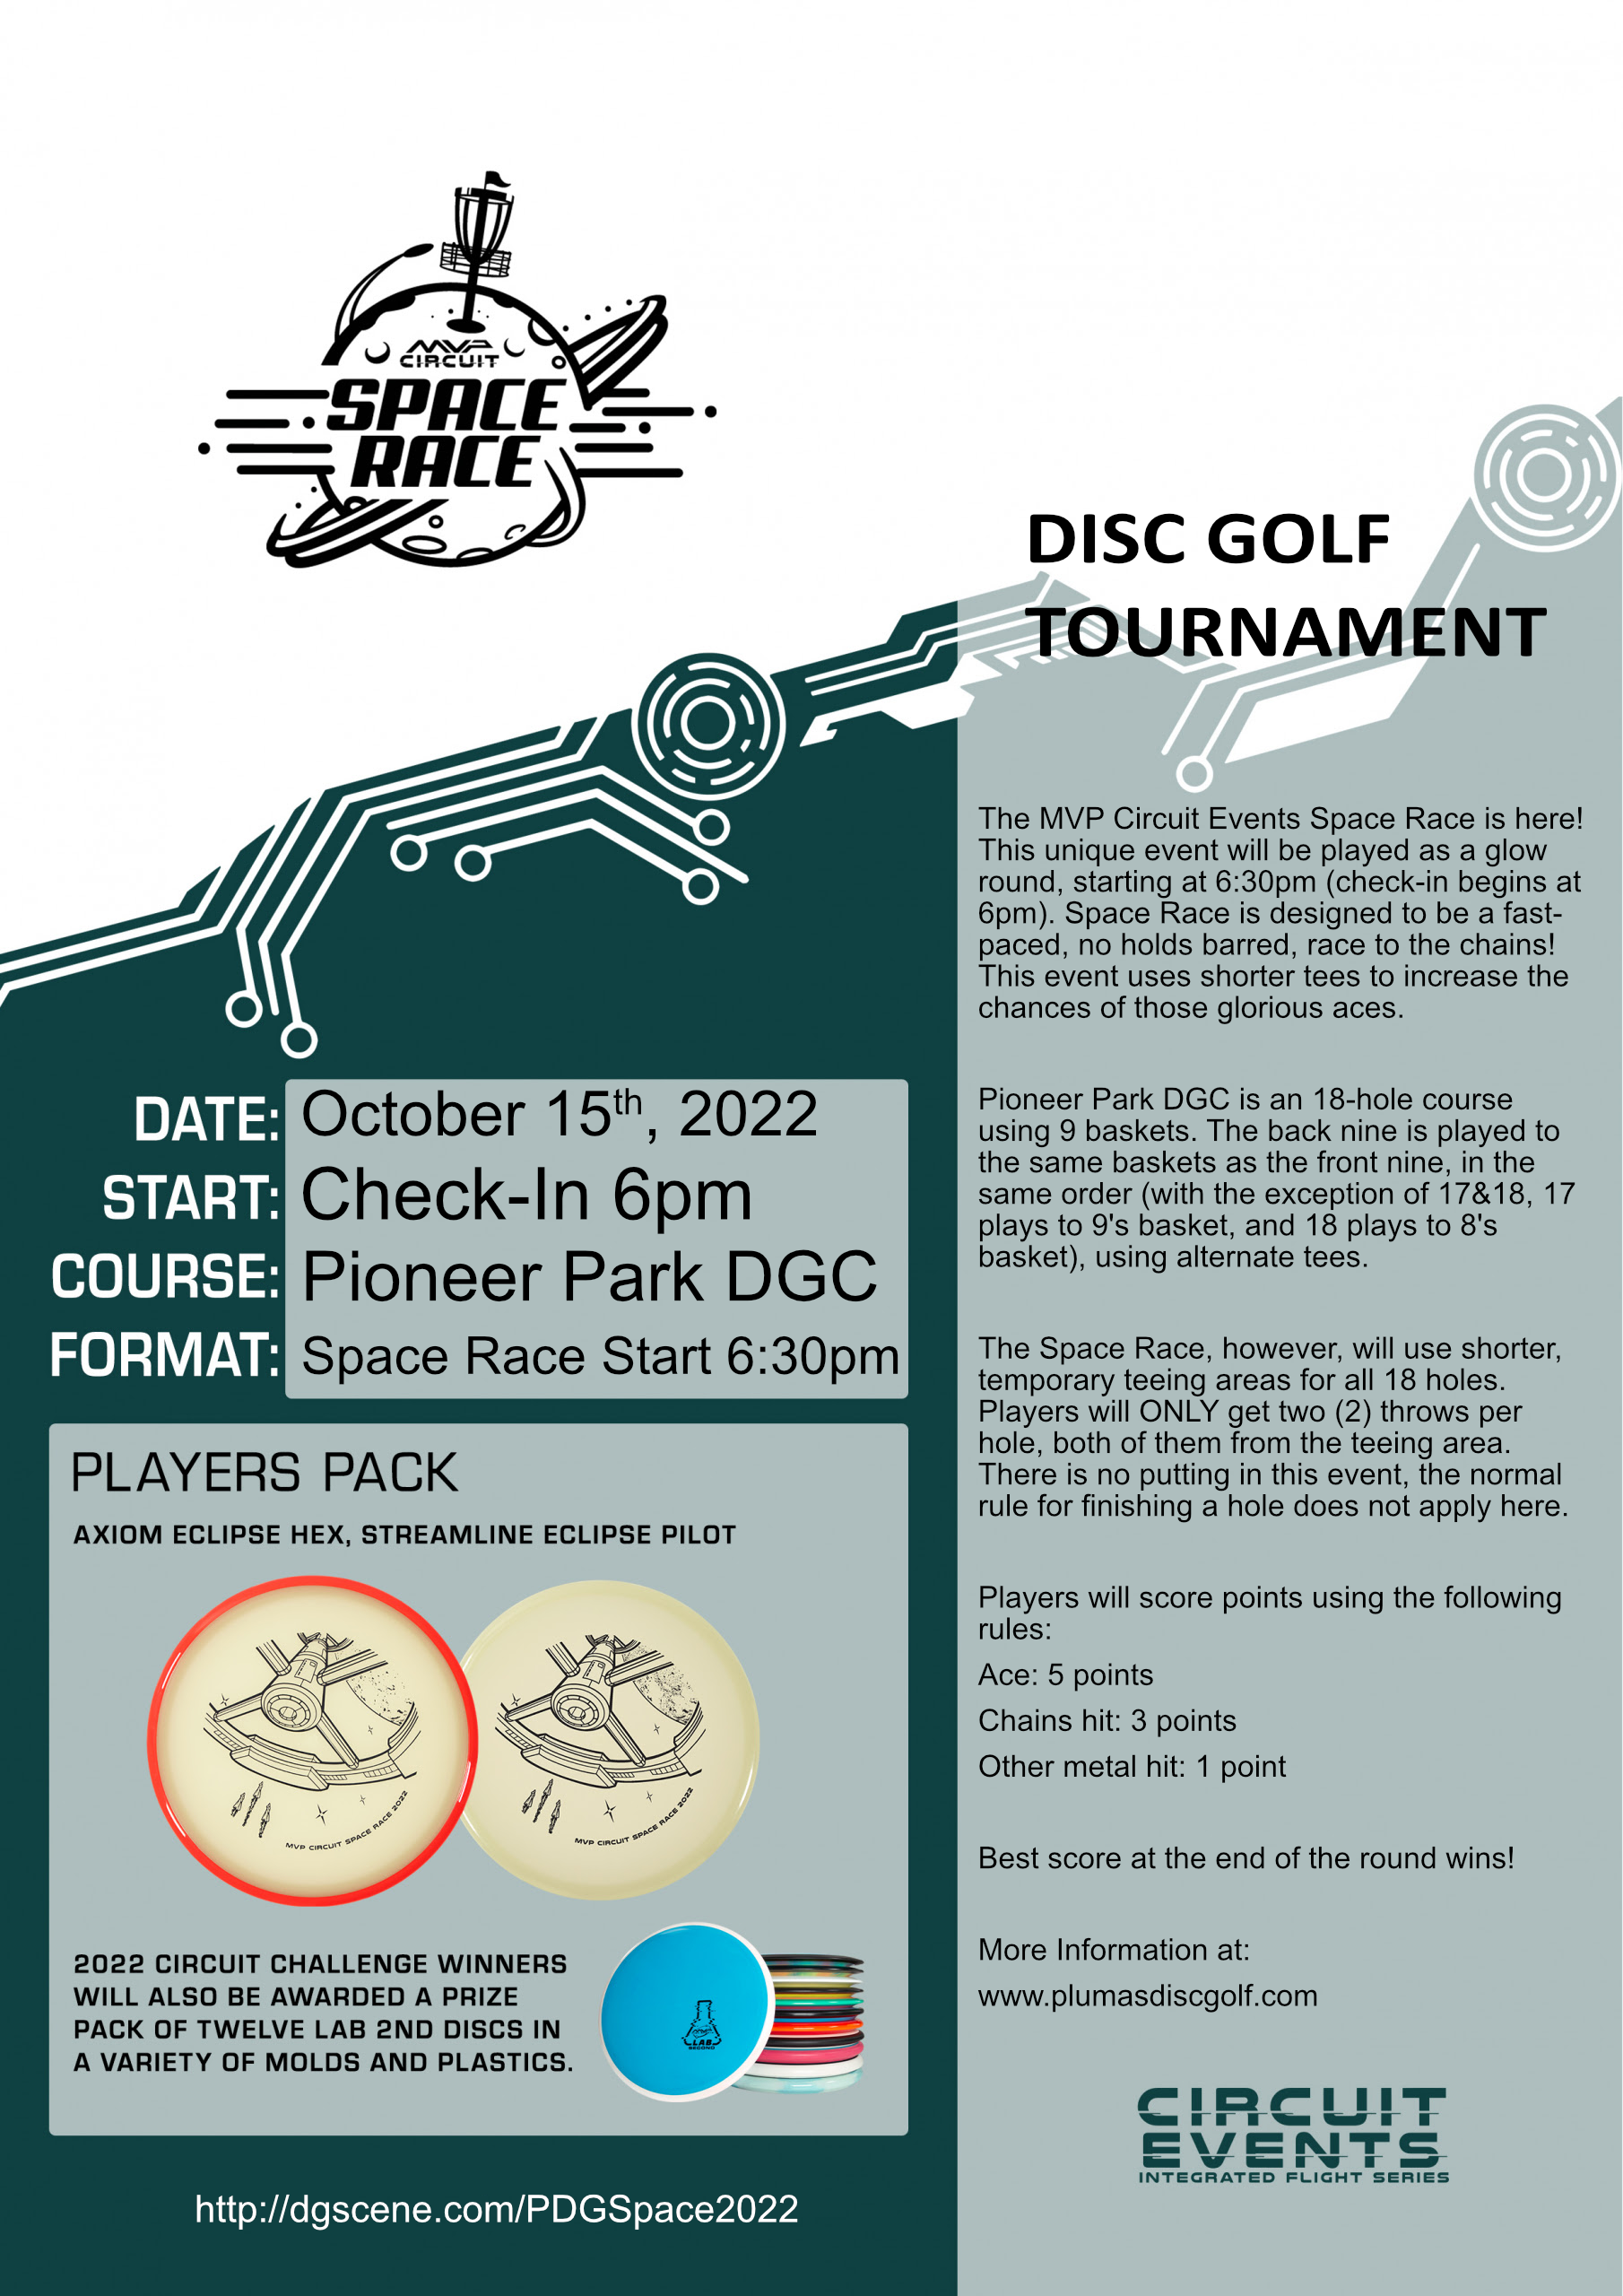 MVP
CIRCUIT
SPACE
RACE
DISC GOLF
TOURNAMENT
DATE: October 15th, 2022
START: Check-In 6pm
COURSE: Pioneer Park DGC
FORMAT: Space Race Start 6:30pm
PLAYERS PACK
AXIOM ECLIPSE HEX, STREAMLINE ECLIPSE PILOT
MVP CIRCUIT SPACE RACE 2022
MVP CIRCUIT SPACE RACE 2022
2022 CIRCUIT CHALLENGE WINNERS
WILL ALSO BE AWARDED A PRIZE
PACK OF TWELVE LAB 2ND DISCS IN
A VARIETY OF MOLDS AND PLASTICS.
LAB
SECOND
http://dgscene.com/PDGSpace2022
The MVP Circuit Events Space Race is here!
This unique event will be played as a glow
round, starting at 6:30pm (check-in begins at
6pm). Space Race is designed to be a fast-
paced, no holds barred, race to the chains!
This event uses shorter tees to increase the
chances of those glorious aces.
Pioneer Park DGC is an 18-hole course
using 9 baskets. The back nine is played to
the same baskets as the front nine, in the
same order (with the exception of 17&18, 17
plays to 9's basket, and 18 plays to 8's
basket), using alternate tees.
The Space Race, however, will use shorter,
temporary teeing areas for all 18 holes.
Players will ONLY get two (2) throws per
hole, both of them from the teeing area.
There is no putting in this event, the normal
rule for finishing a hole does not apply here.
Players will score points using the following
rules:
Ace: 5 points
Chains hit: 3 points
Other metal hit: 1 point
Best score at the end of the round wins!
More Information at:
www.plumasdiscgolf.com
CIRCUIT
EVENTS
INTEGRATED FLIGHT SERIES